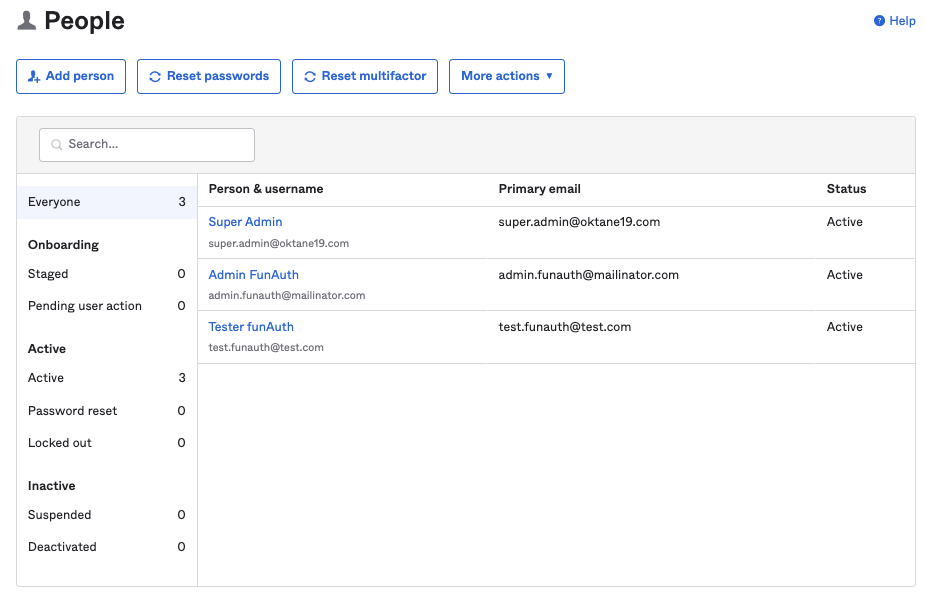 People
Help
Add person
Reset passwords
Reset multifactor
More actions ▼
Search...
Everyone 3
Onboarding
Staged 0
Pending user action 0
Active
Active 3
Password reset 0
Locked out 0
Inactive
Suspended 0
Deactivated 0
Person & username Primary email Status
Super Admin super.admin@oktane19.com Active
super.admin@oktane19.com
Admin FunAuth admin.funauth@mailinator.com Active
admin.funauth@mailinator.com
Tester funAuth test.funauth@test.com Active
test.funauth@test.com